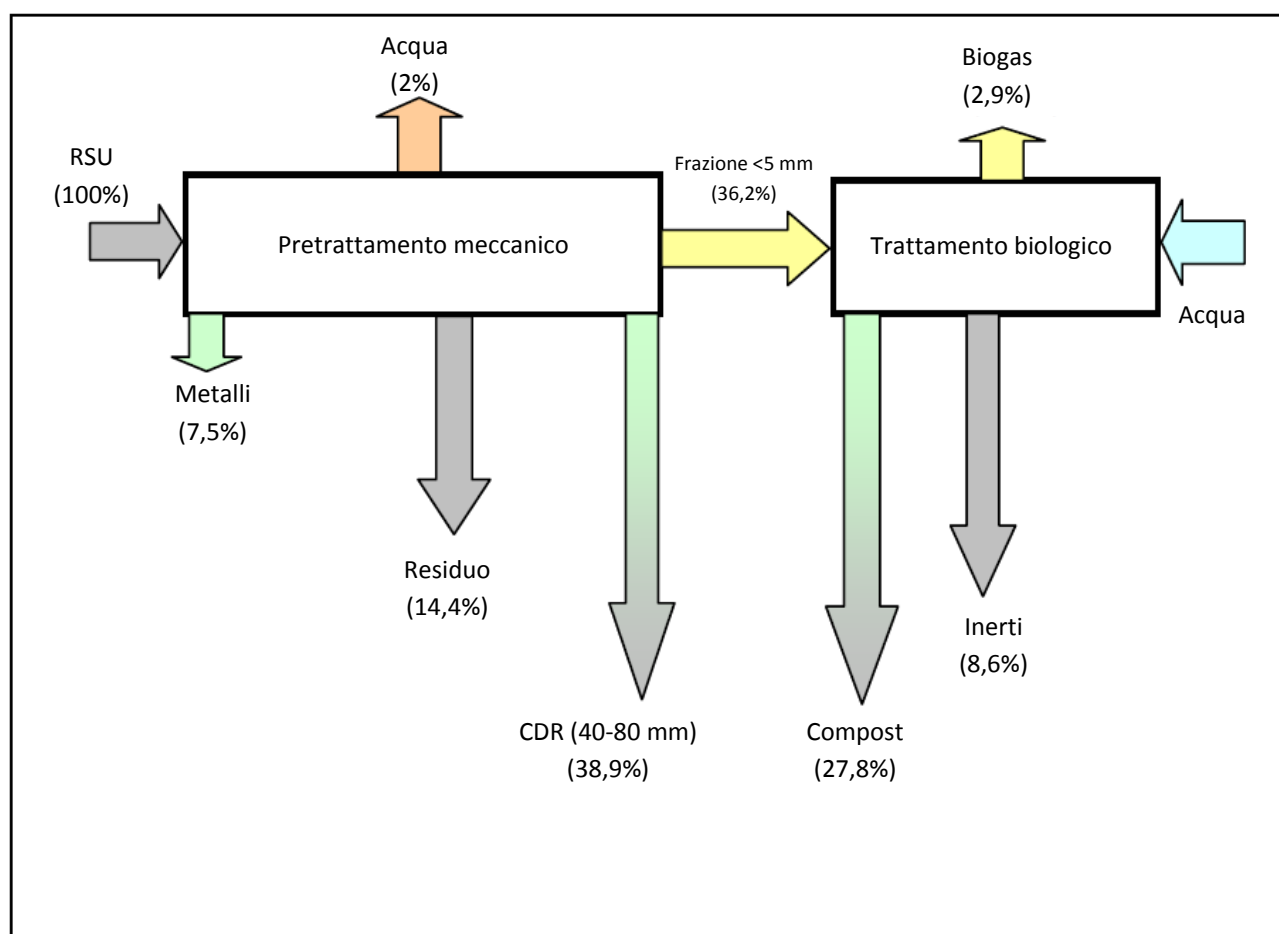 Acqua
(2%)
Biogas
(2,9%)
RSU
(100%)
Frazione <5 mm
(36,2%)
Pretrattamento meccanico
Trattamento biologico
Acqua
Metalli
(7,5%)
Residuo
(14,4%)
Inerti
(8,6%)
CDR (40-80 mm)
(38,9%)
Compost
(27,8%)